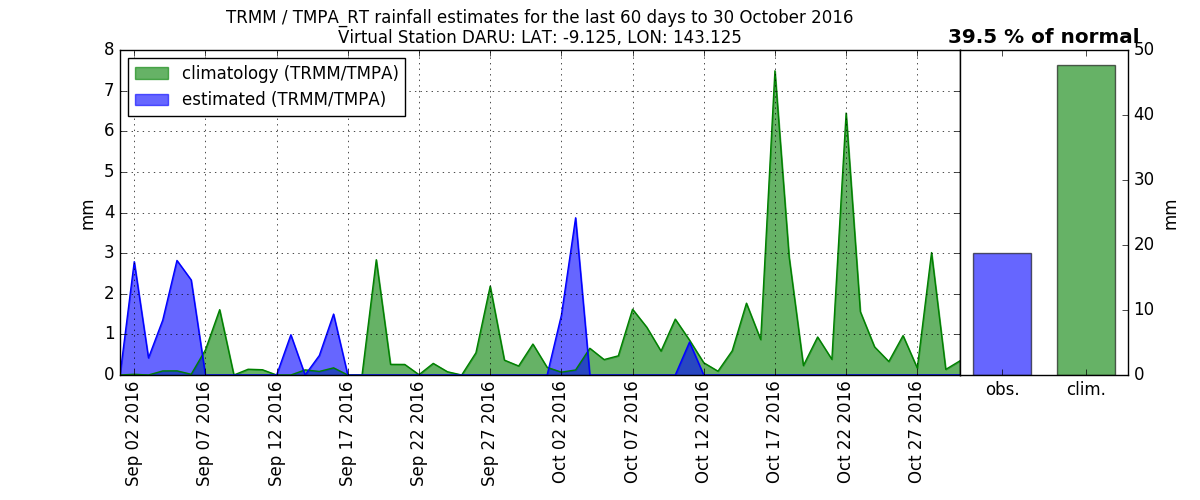 TRMM / TMPA_RT rainfall estimates for the last 60 days to 30 October 2016
Virtual Station DARU: LAT: -9.125, LON: 143.125
39.5 % of normal
climatology (TRMM/TMPA)
estimated (TRMM/TMPA)
8
7
6
5
4
3
2
1
0
mm
Sep 02 2016
Sep 07 2016
Sep 12 2016
Sep 17 2016
Sep 22 2016
Sep 27 2016
Oct 02 2016
Oct 07 2016
Oct 12 2016
Oct 17 2016
Oct 22 2016
Oct 27 2016
50
40
30
20
10
0
mm
obs.
clim.